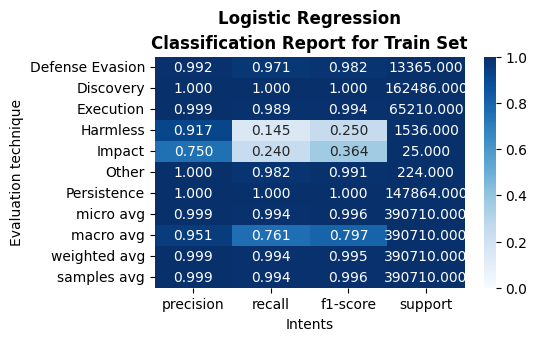 Logistic Regression
Classification Report for Train Set
Defense Evasion 0.992 0.971 0.982 13365.000
Discovery 1.000 1.000 1.000 162486.000
Execution 0.999 0.989 0.994 65210.000
Harmless 0.917 0.145 0.250 1536.000
Impact 0.750 0.240 0.364 25.000
Other 1.000 0.982 0.991 224.000
Persistence 1.000 1.000 1.000 147864.000
micro avg 0.999 0.994 0.996 390710.000
macro avg 0.951 0.761 0.797 390710.000
weighted avg 0.999 0.994 0.995 390710.000
samples avg 0.999 0.994 0.996 390710.000
precision recall f1-score support
Intents
Evaluation technique
1.0
0.8
0.6
0.4
0.2
0.0